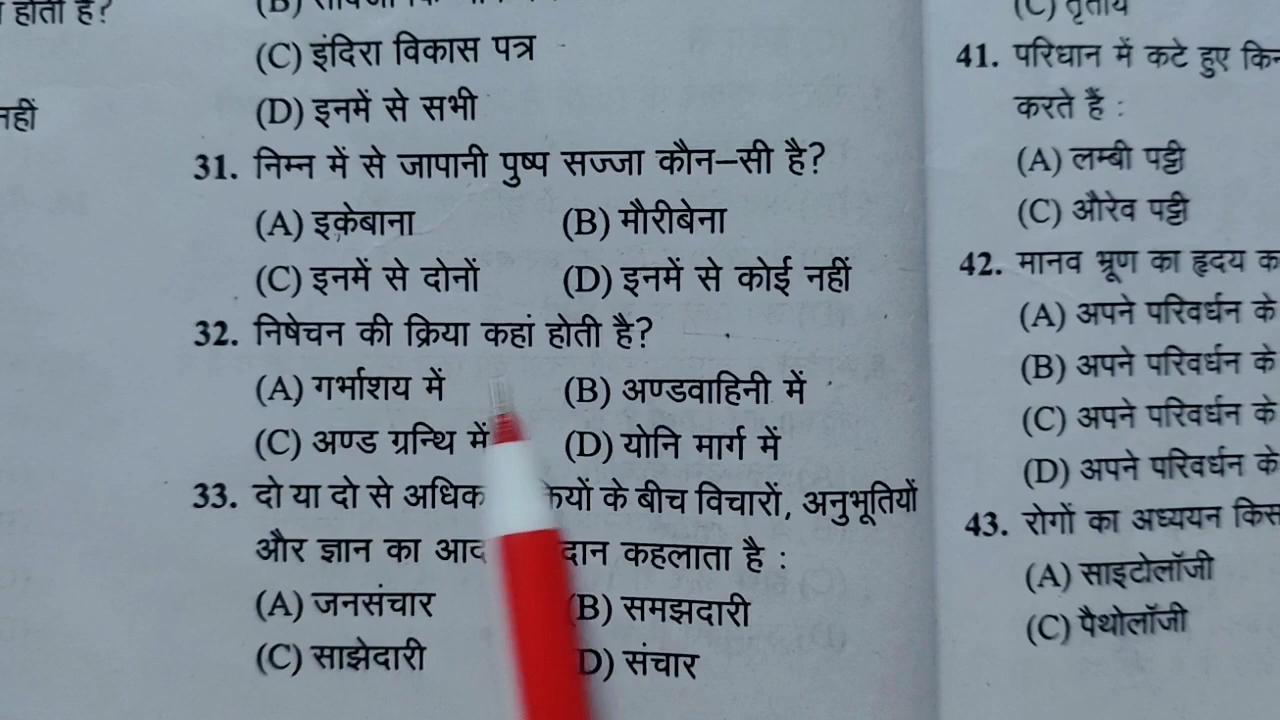 होती है?
नहीं
(B)
(C) इंदिरा विकास पत्र
(D) इनमें से सभी
31. निम्न में से जापानी पुष्प सज्जा कौन–सी है?
(A) इकेबाना (B) मौरीबेना
(C) इनमें से दोनों (D) इनमें से कोई नहीं
32. निषेचन की क्रिया कहां होती है?
(A) गर्भाशय में (B) अण्डवाहिनी में
(C) अण्ड ग्रन्थि में (D) योनि मार्ग में
33. दो या दो से अधिक के बीच विचारों, अनुभूतियों
और ज्ञान का कहलाता है :
(A) जनसंचार (B) समझदारी
(C) साझेदारी (D) संचार
(C) तृतीय
41. परिधान में कटे हुए
करते हैं :
(A) लम्बी पट्टी
(C) औरेव पट्टी
42. मानव भ्रूण का हृदय
(A) अपने परिवर्धन के
(B) अपने परिवर्धन के
(C) अपने परिवर्धन के
(D) अपने परिवर्धन के
43. रोगों का अध्ययन
(A) साइटोलॉजी
(C) पैथोलॉजी